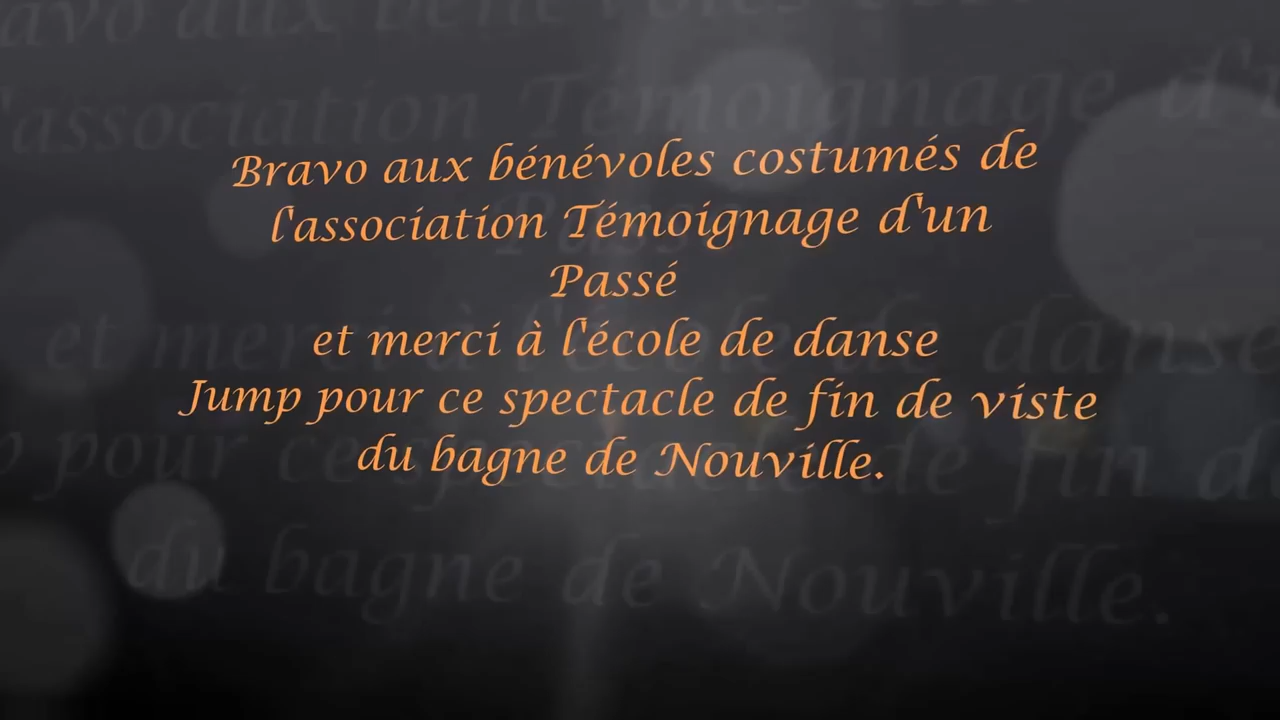 Bravo aux bénévoles costumés de
l'association Témoignage d'un
Passé
et merci à l'école de danse
Jump pour ce spectacle de fin de viste
du bagne de Nouville.